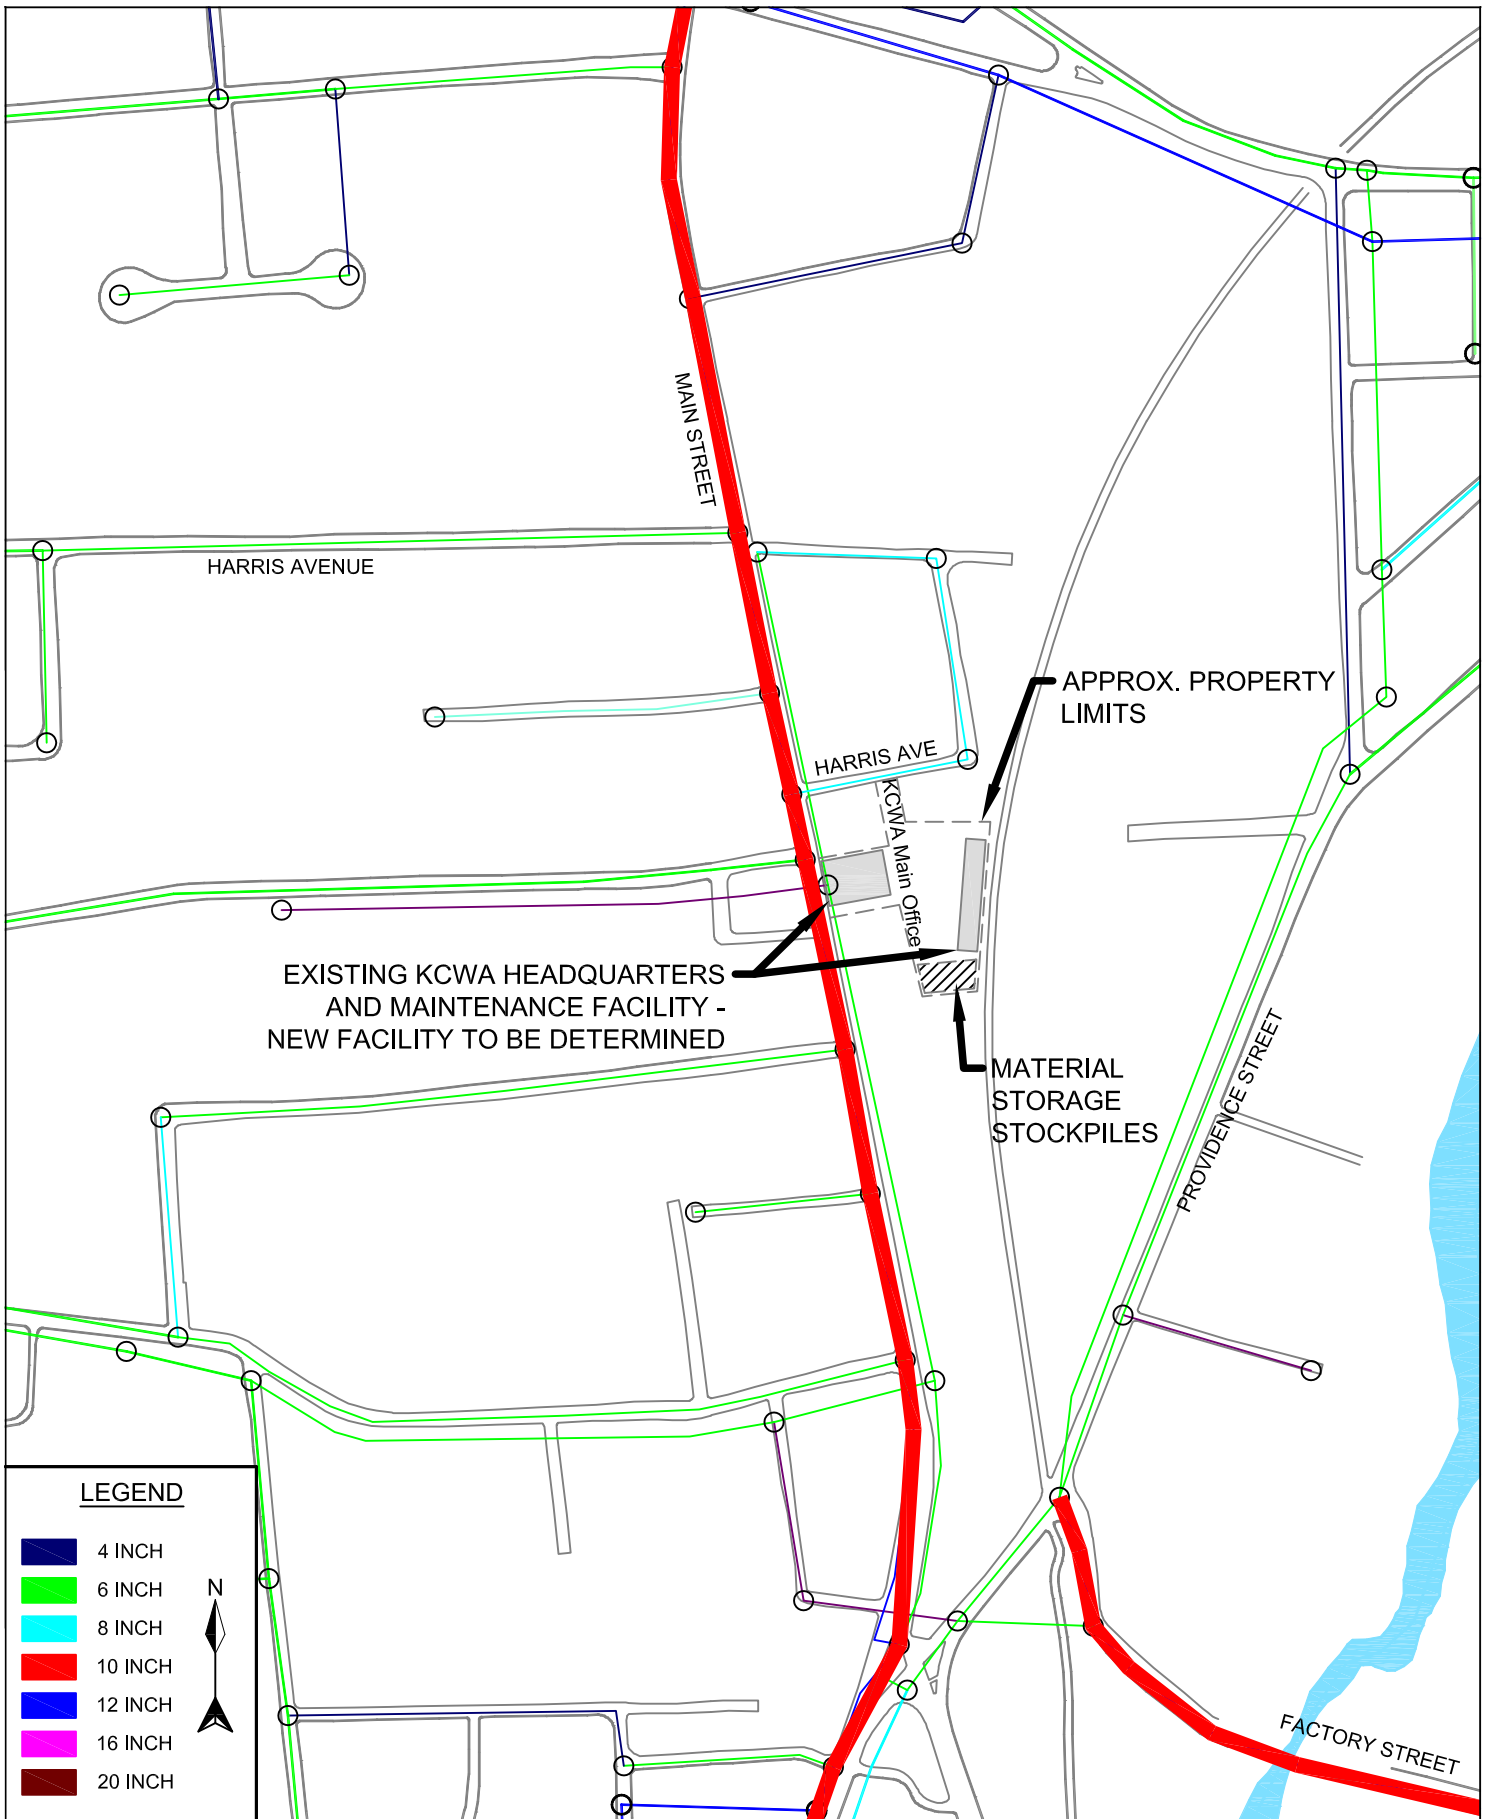 MAIN STREET
HARRIS AVENUE
APPROX. PROPERTY
LIMITS
HARRIS AVE
KCWA Main Office
EXISTING KCWA HEADQUARTERS
AND MAINTENANCE FACILITY -
NEW FACILITY TO BE DETERMINED
MATERIAL
STORAGE
STOCKPILES
PROVIDENCE STREET
FACTORY STREET
LEGEND
4 INCH
6 INCH
8 INCH
10 INCH
12 INCH
16 INCH
20 INCH
N